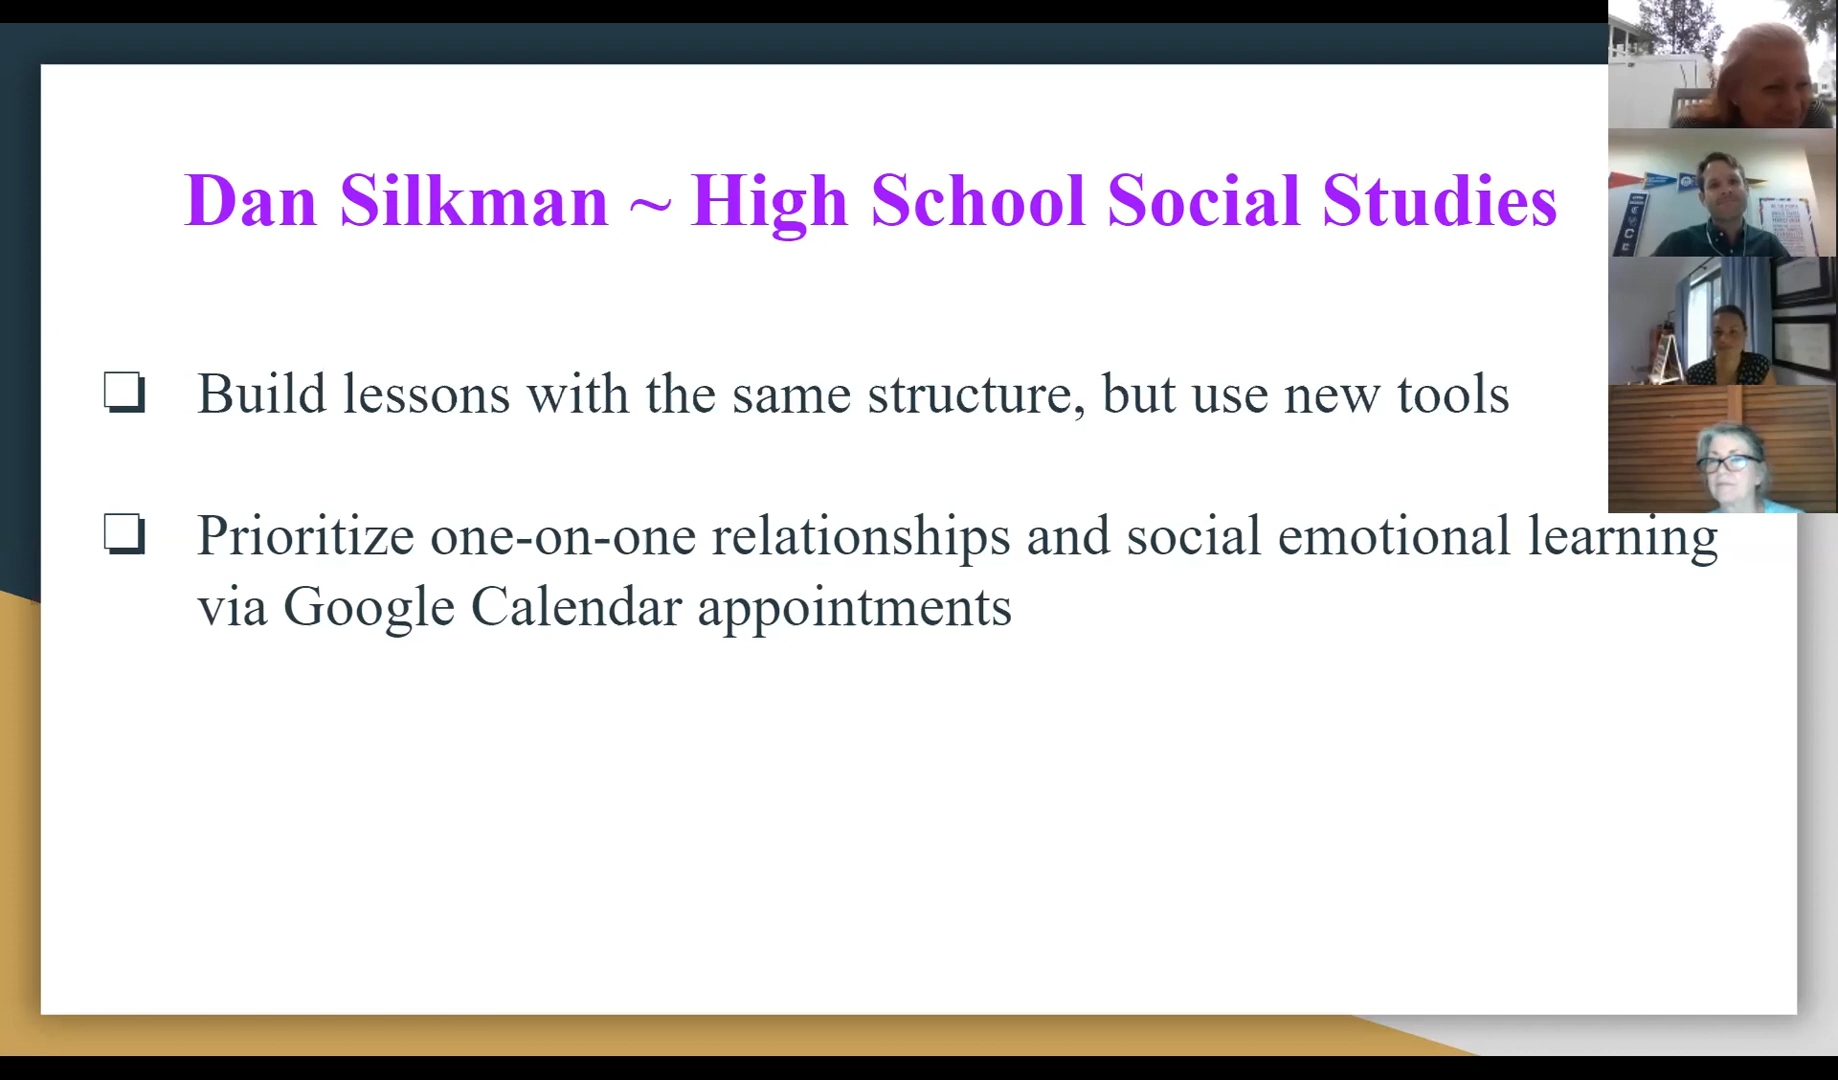 Dan Silkman ~ High School Social Studies
Build lessons with the same structure, but use new tools
Prioritize one-on-one relationships and social emotional learning
via Google Calendar appointments